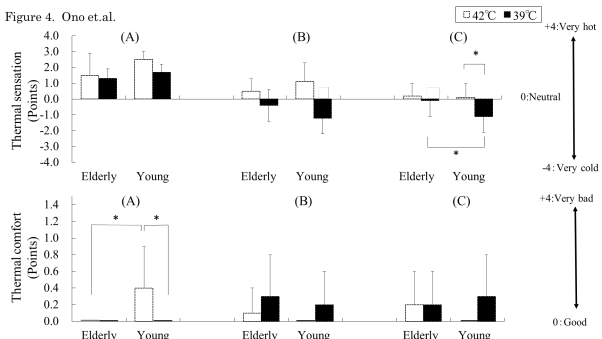 Figure 4. Ono et.al.
42℃ 39℃
+4:Very hot
(A) (B) (C)
*
Thermal sensation
(Points)
4.0
3.0
2.0
1.0
0.0
1.0
2.0
3.0
4.0
0:Neutral
*
-4:Very cold
Elderly Young Elderly Young Elderly Young
+4:Very bad
(A) (B) (C)
* *
Thermal comfort
(Points)
1.4
1.2
1.0
0.8
0.6
0.4
0.2
0.0
0:Good
Elderly Young Elderly Young Elderly Young